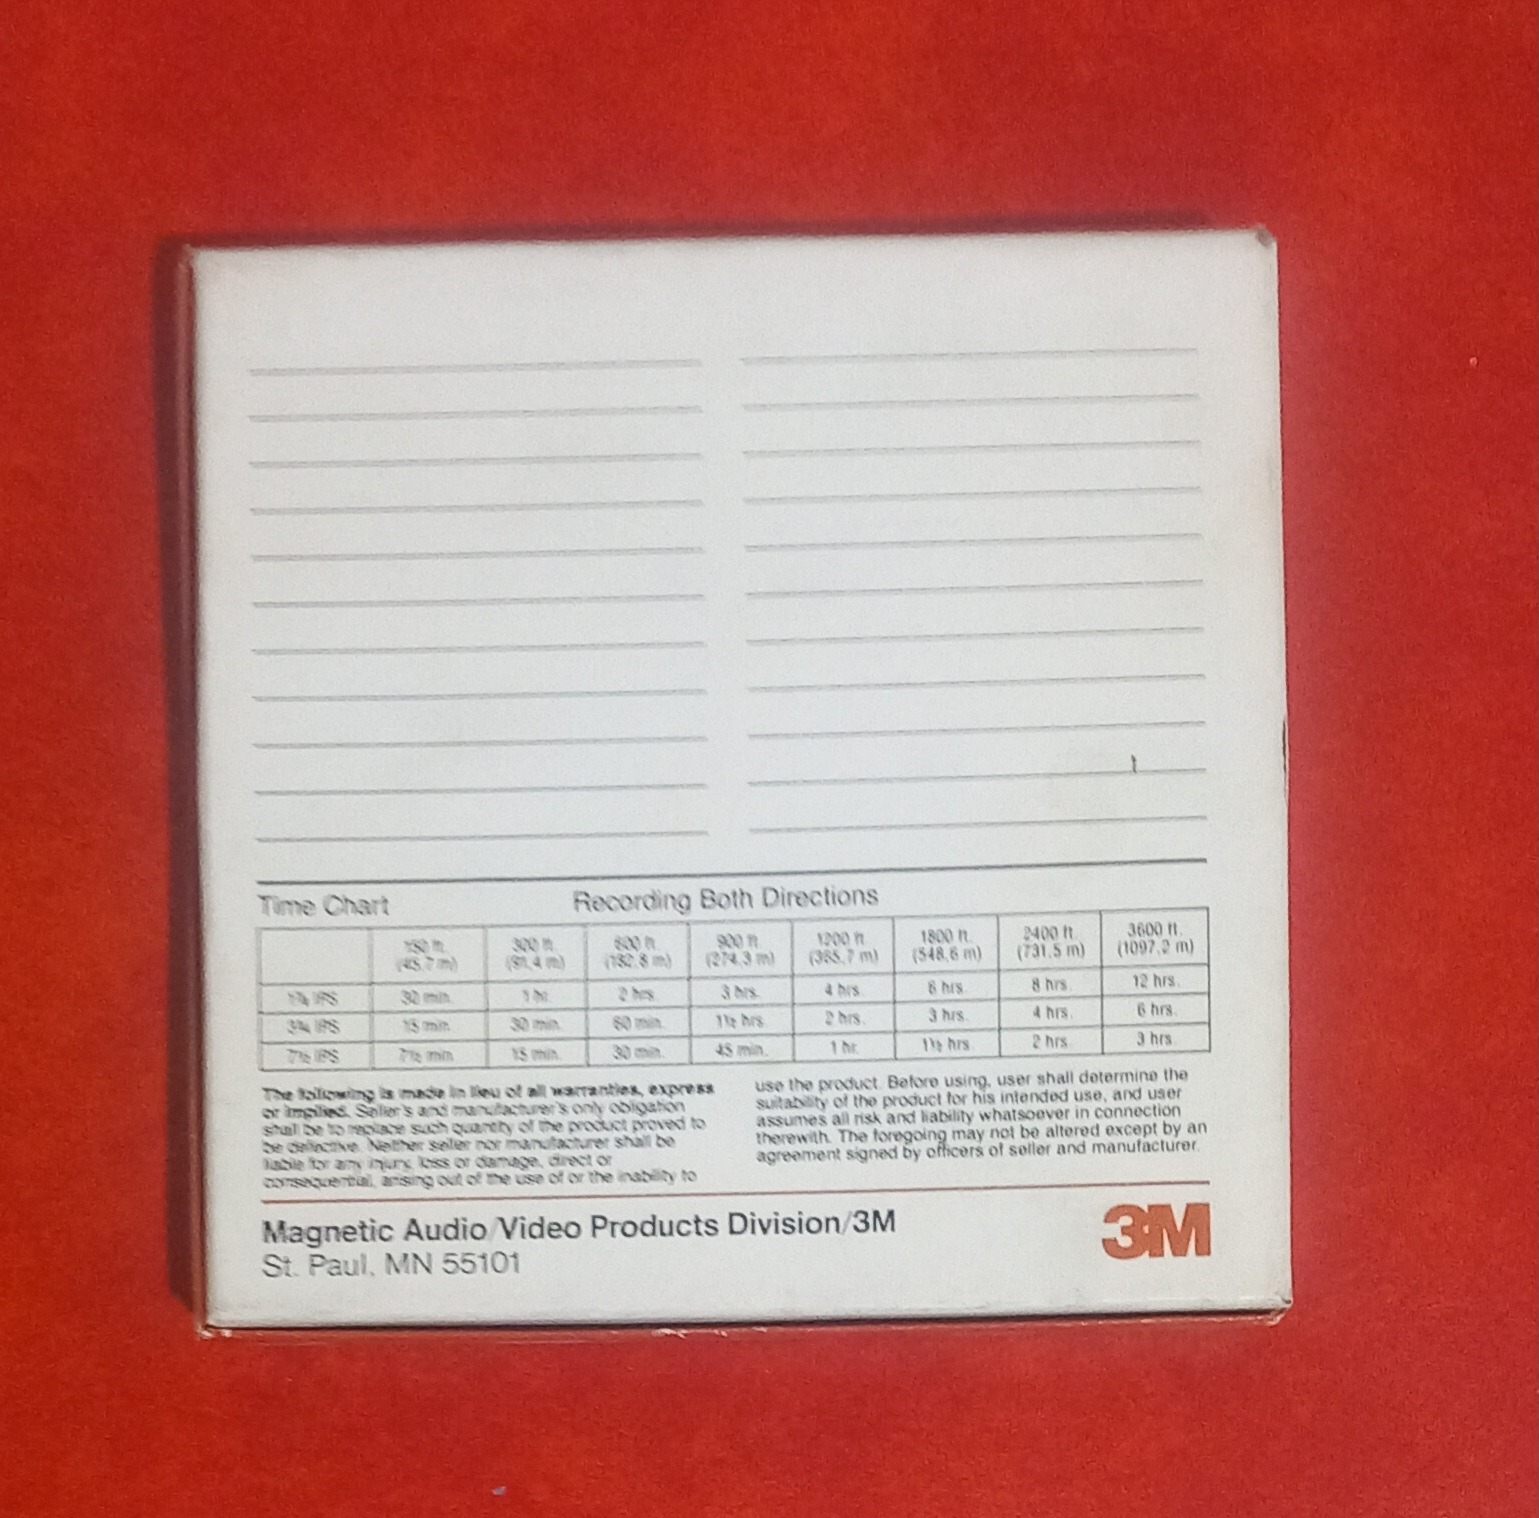 Time Chart Recording Both Directions
150 ft. 300 ft. 600 ft. 900 ft. 1200 ft. 1800 ft. 2400 ft. 3600 ft.
(45,7 m) (91,4 m) (182,8 m) (274,3 m) (365,7 m) (548,6 m) (731,5 m) (1097,2 m)
1⅞ IPS 30 min. 1 hr. 2 hrs. 3 hrs. 4 hrs. 6 hrs. 8 hrs. 12 hrs.
3¾ IPS 15 min. 30 min. 60 min. 1½ hrs. 2 hrs. 3 hrs. 4 hrs. 6 hrs.
7½ IPS 7½ min. 15 min. 30 min. 45 min. 1 hr. 1½ hrs. 2 hrs. 3 hrs.
The following is made in lieu of all warranties, express
or implied. Seller's and manufacturer's only obligation
shall be to replace such quantity of the product proved to
be defective. Neither seller nor manufacturer shall be
liable for any injury, loss or damage, direct or
consequential, arising out of the use of or the inability to
use the product. Before using, user shall determine the
suitability of the product for his intended use, and user
assumes all risk and liability whatsoever in connection
therewith. The foregoing may not be altered except by an
agreement signed by officers of seller and manufacturer.
Magnetic Audio/Video Products Division/3M
St. Paul, MN 55101
3M